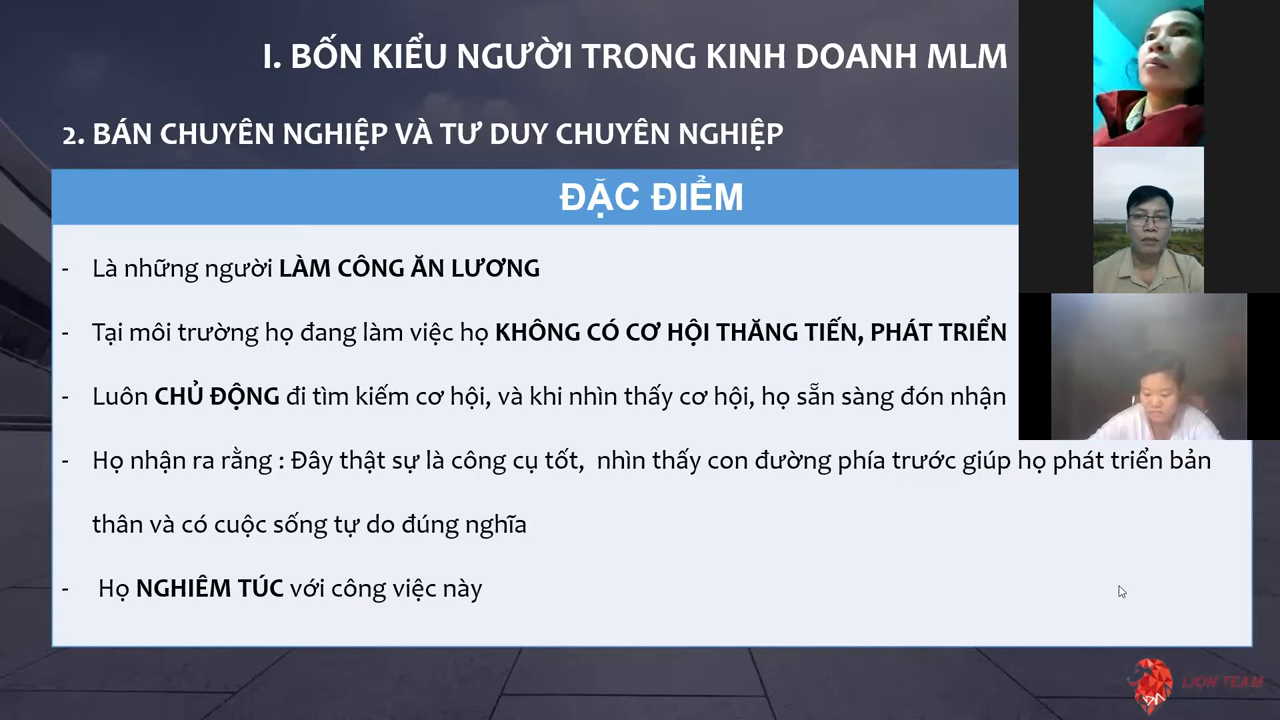 I. BỐN KIỂU NGƯỜI TRONG KINH DOANH MLM
2. BÁN CHUYÊN NGHIỆP VÀ TƯ DUY CHUYÊN NGHIỆP
ĐẶC ĐIỂM
- Là những người LÀM CÔNG ĂN LƯƠNG
- Tại môi trường họ đang làm việc họ KHÔNG CÓ CƠ HỘI THĂNG TIẾN, PHÁT TRIỂN
- Luôn CHỦ ĐỘNG đi tìm kiếm cơ hội, và khi nhìn thấy cơ hội, họ sẵn sàng đón nhận
- Họ nhận ra rằng : Đây thật sự là công cụ tốt, nhìn thấy con đường phía trước giúp họ phát triển bản
thân và có cuộc sống tự do đúng nghĩa
- Họ NGHIÊM TÚC với công việc này
LION TEAM